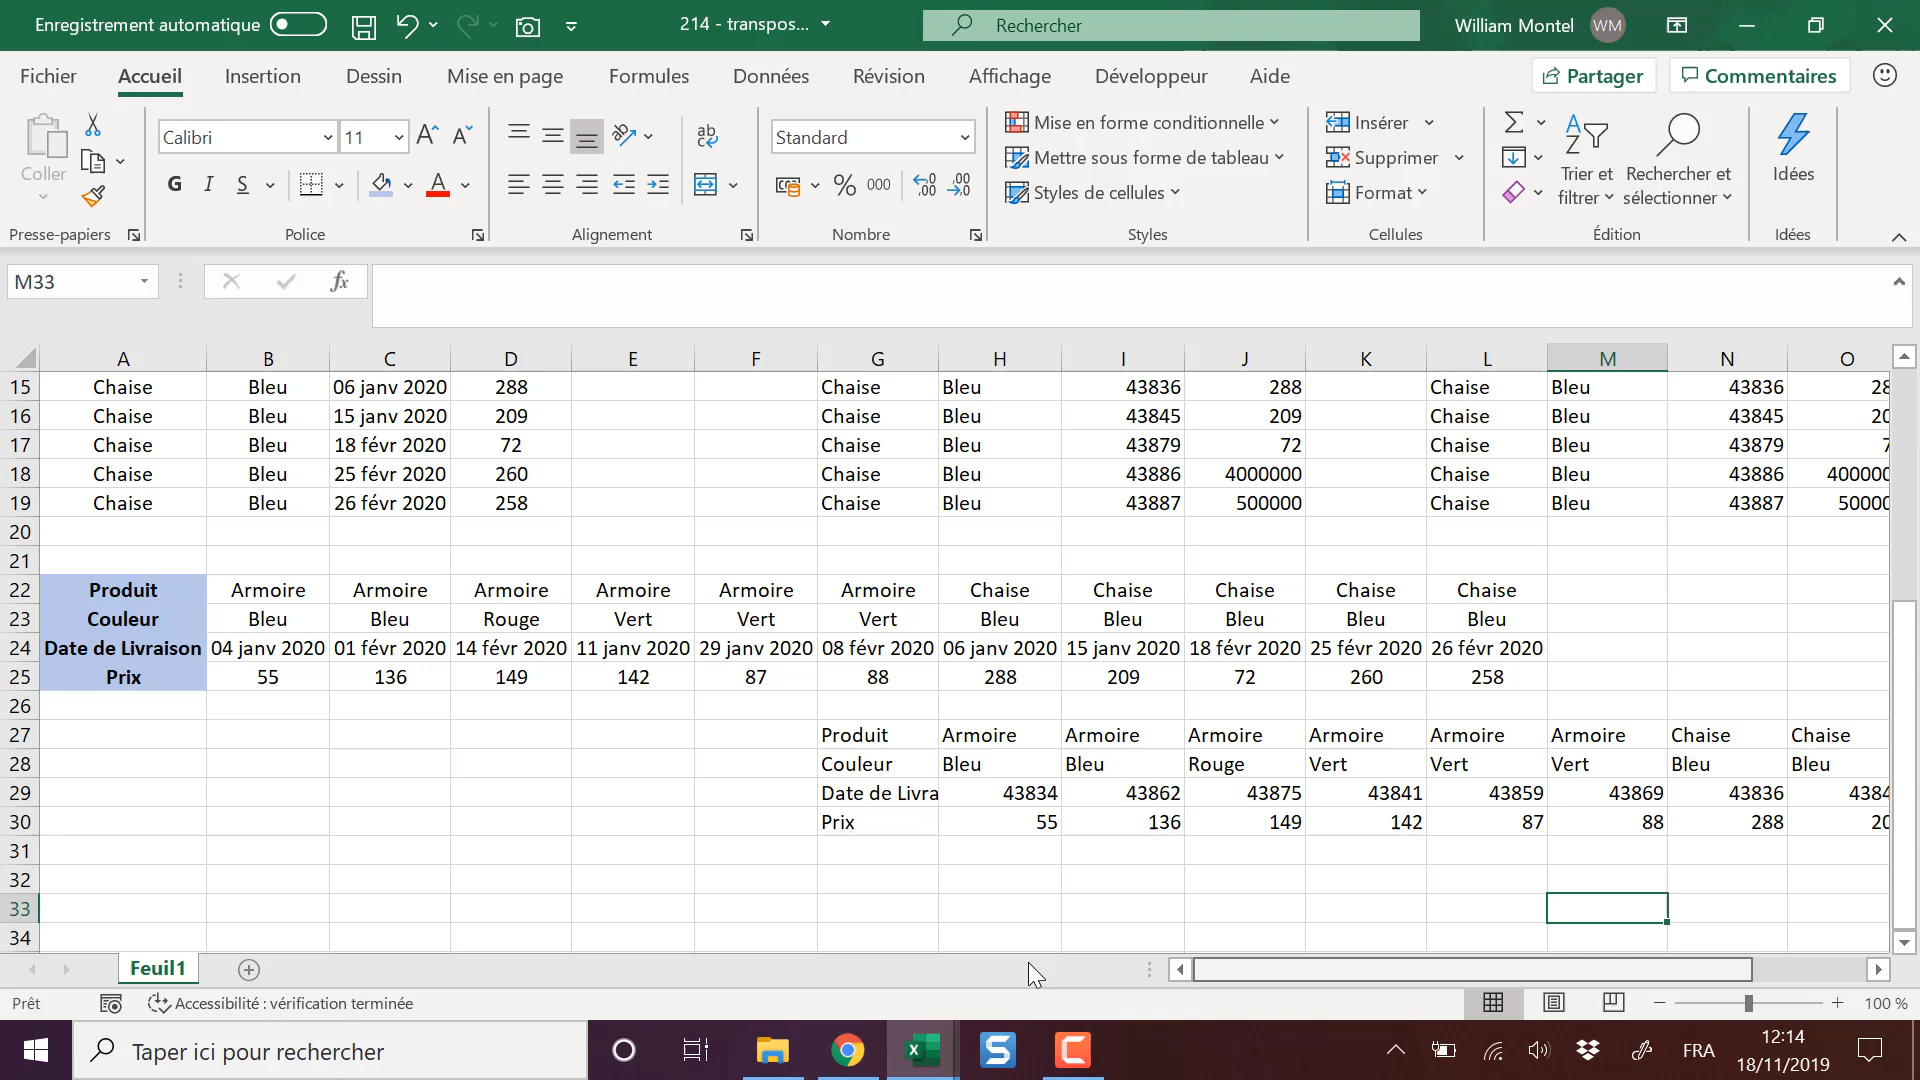 Enregistrement automatique 214 - transpos... Rechercher William Montel WM
Fichier Accueil Insertion Dessin Mise en page Formules Données Révision Affichage Développeur Aide Partager Commentaires
Coller
Presse-papiers
Calibri 11
G I S A
Police
ab
Alignement
Standard
% 000
Nombre
Mise en forme conditionnelle
Mettre sous forme de tableau
Styles de cellules
Styles
Insérer
Supprimer
Format
Cellules
Trier et filtrer
Rechercher et sélectionner
Édition
Idées
Idées
M33 fx
A B C D E F G H I J K L M N O
15 Chaise Bleu 06 janv 2020 288 Chaise Bleu 43836 288 Chaise Bleu 43836 28
16 Chaise Bleu 15 janv 2020 209 Chaise Bleu 43845 209 Chaise Bleu 43845 20
17 Chaise Bleu 18 févr 2020 72 Chaise Bleu 43879 72 Chaise Bleu 43879 7
18 Chaise Bleu 25 févr 2020 260 Chaise Bleu 43886 4000000 Chaise Bleu 43886 400000
19 Chaise Bleu 26 févr 2020 258 Chaise Bleu 43887 500000 Chaise Bleu 43887 50000
20
21
22 Produit Armoire Armoire Armoire Armoire Armoire Armoire Chaise Chaise Chaise Chaise Chaise
23 Couleur Bleu Bleu Rouge Vert Vert Vert Bleu Bleu Bleu Bleu Bleu
24 Date de Livraison 04 janv 2020 01 févr 2020 14 févr 2020 11 janv 2020 29 janv 2020 08 févr 2020 06 janv 2020 15 janv 2020 18 févr 2020 25 févr 2020 26 févr 2020
25 Prix 55 136 149 142 87 88 288 209 72 260 258
26
27 Produit Armoire Armoire Armoire Armoire Armoire Armoire Chaise Chaise
28 Couleur Bleu Bleu Rouge Vert Vert Vert Bleu Bleu
29 Date de Livra 43834 43862 43875 43841 43859 43869 43836 4384
30 Prix 55 136 149 142 87 88 288 20
31
32
33
34
Feuil1
Prêt Accessibilité : vérification terminée 100 %
Taper ici pour rechercher FRA 12:14
18/11/2019